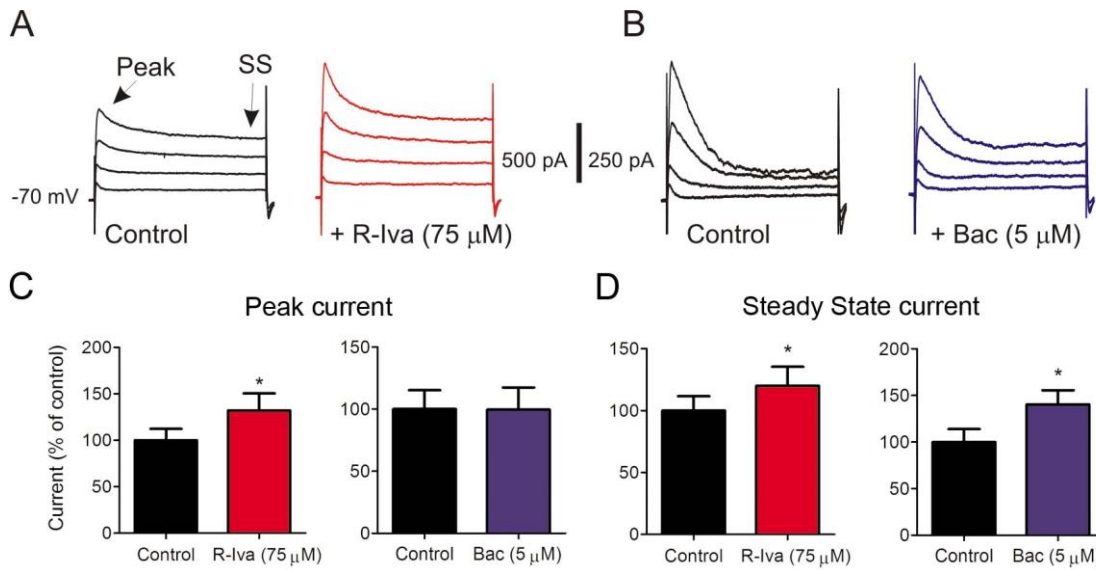 A
B
Peak
SS
500 pA
250 pA
-70 mV
Control
+ R-Iva (75 μM)
Control
+ Bac (5 μM)
C
Peak current
D
Steady State current
Current (% of control)
200
150
100
50
0
*
Control
R-Iva (75 μM)
150
100
50
0
Control
Bac (5 μM)
150
100
50
0
*
Control
R-Iva (75 μM)
200
150
100
50
0
*
Control
Bac (5 μM